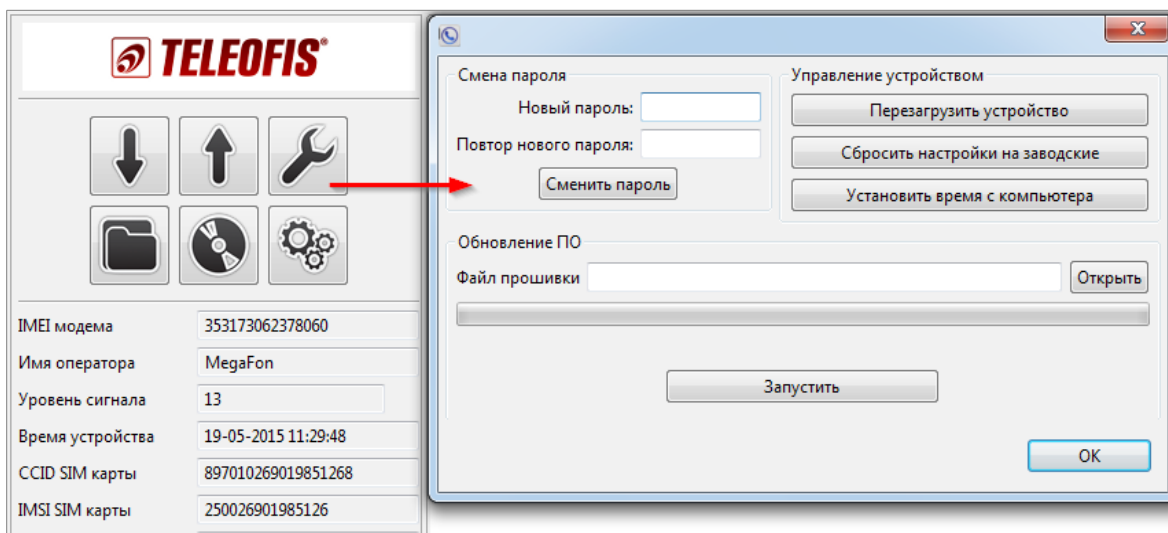 TELEOFIS®
IMEI модема 353173062378060
Имя оператора MegaFon
Уровень сигнала 13
Время устройства 19-05-2015 11:29:48
CCID SIM карты 897010269019851268
IMSI SIM карты 250026901985126
Смена пароля
Новый пароль:
Повтор нового пароля:
Сменить пароль
Управление устройством
Перезагрузить устройство
Сбросить настройки на заводские
Установить время с компьютера
Обновление ПО
Файл прошивки Открыть
Запустить
OK